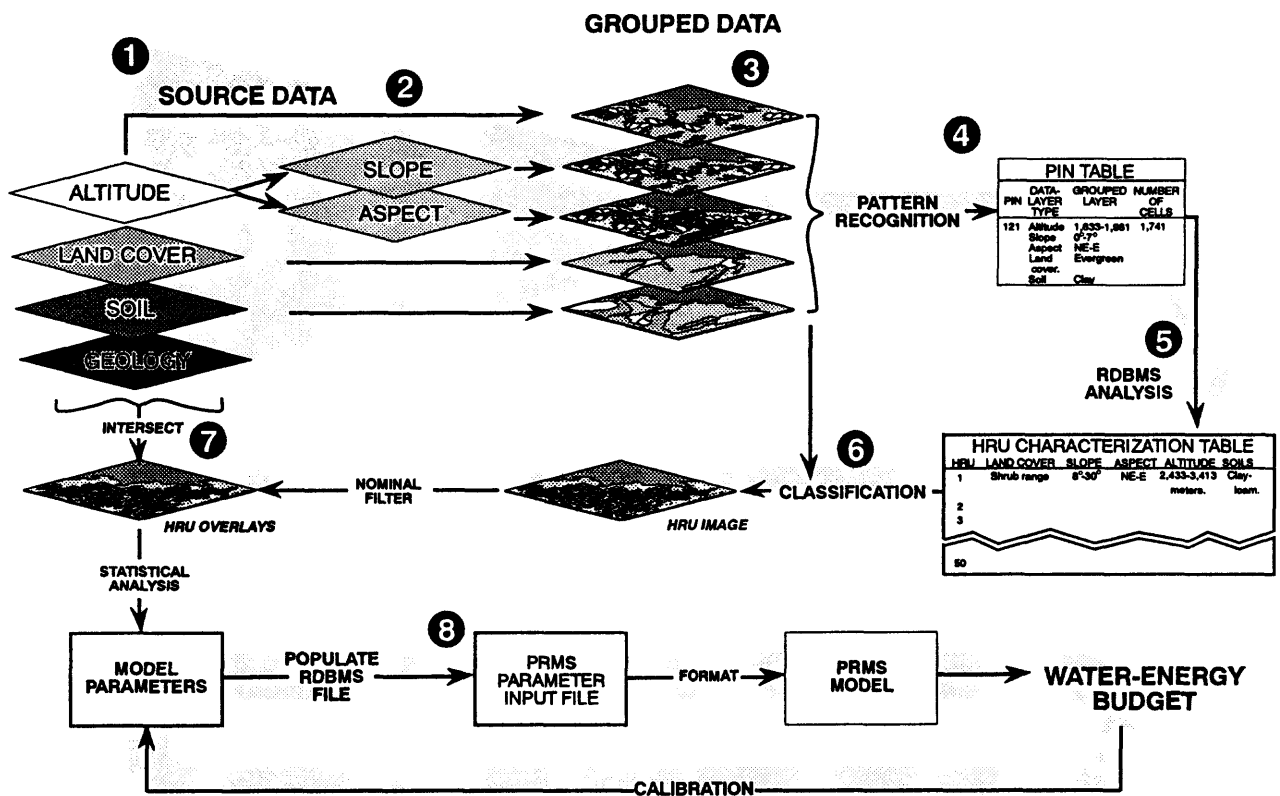 GROUPED DATA
1
SOURCE DATA
2
3
4
ALTITUDE
SLOPE
ASPECT
LAND COVER
SOIL
GEOLOGY
PATTERN
RECOGNITION
PIN TABLE
PIN DATA- GROUPED NUMBER
LAYER LAYER OF
TYPE CELLS
121 Altitude 1,741
Slope 0°-7°
Aspect NE-E
Land Evergreen
cover.
Soil Clay
5
RDBMS
ANALYSIS
INTERSECT
7
6
HRU CHARACTERIZATION TABLE
HRU LAND COVER SLOPE ASPECT ALTITUDE SOILS
1 Shrub range 8°-30° NE-E 2,433-3,413 Clay-
meters. loam.
2
3
50
NOMINAL
FILTER
CLASSIFICATION
HRU OVERLAYS
HRU IMAGE
STATISTICAL
ANALYSIS
8
MODEL
PARAMETERS
POPULATE
RDBMS
FILE
PRMS
PARAMETER
INPUT FILE
FORMAT
PRMS
MODEL
WATER-ENERGY
BUDGET
CALIBRATION